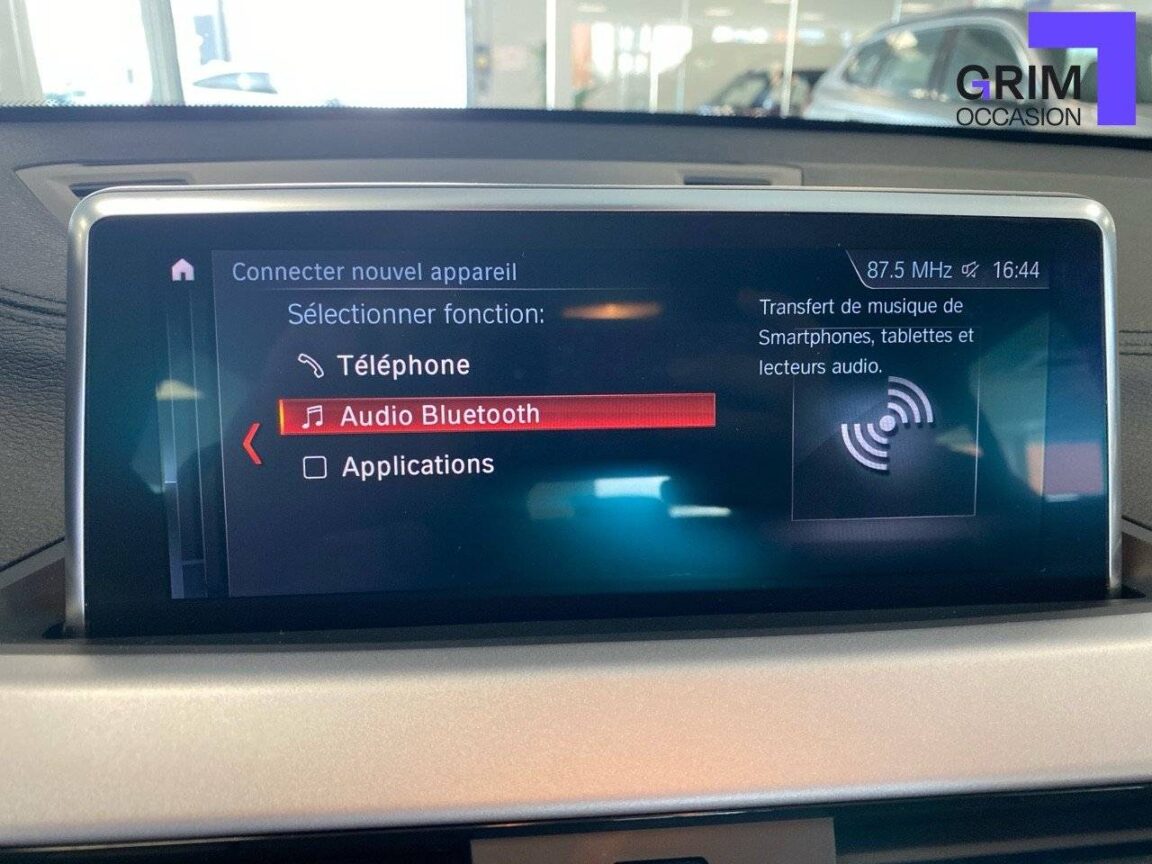 GRIM
OCCASION
Connecter nouvel appareil
87.5 MHz 16:44
Sélectionner fonction:
Téléphone
Audio Bluetooth
Applications
Transfert de musique de
Smartphones, tablettes et
lecteurs audio.